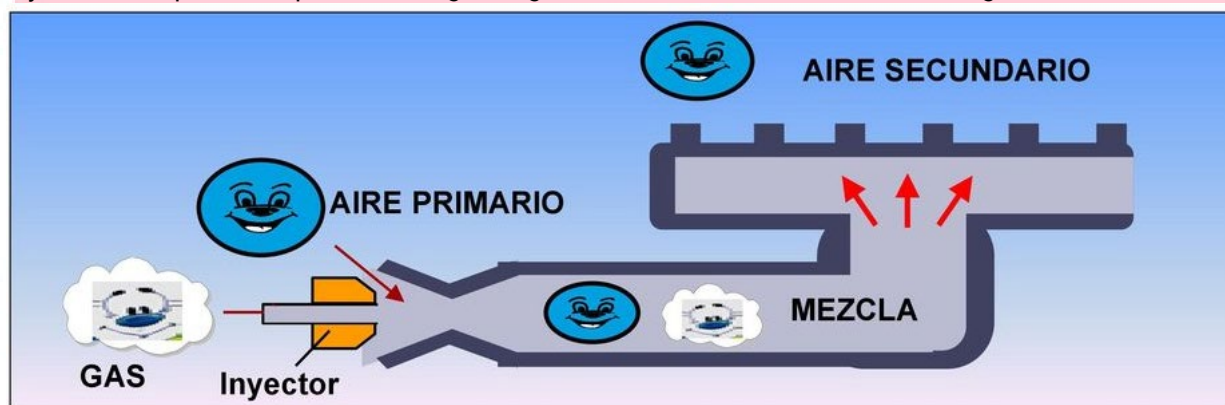 AIRE SECUNDARIO
AIRE PRIMARIO
MEZCLA
GAS
Inyector